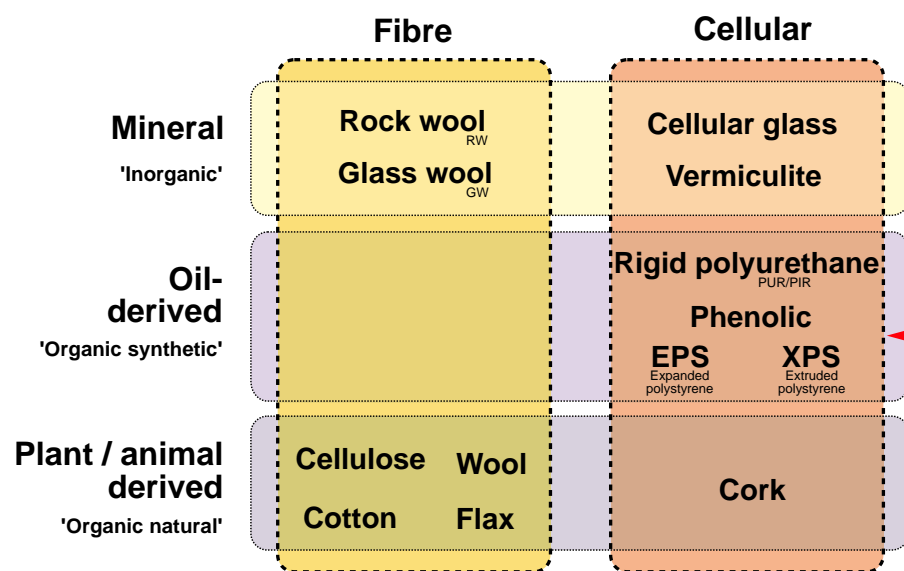 Fibre
Cellular
Mineral
'Inorganic'
Rock wool
RW
Glass wool
GW
Cellular glass
Vermiculite
Oil-
derived
'Organic synthetic'
Rigid polyurethane
PUR/PIR
Phenolic
EPS
Expanded
polystyrene
XPS
Extruded
polystyrene
Plant / animal
derived
'Organic natural'
Cellulose
Wool
Cotton
Flax
Cork